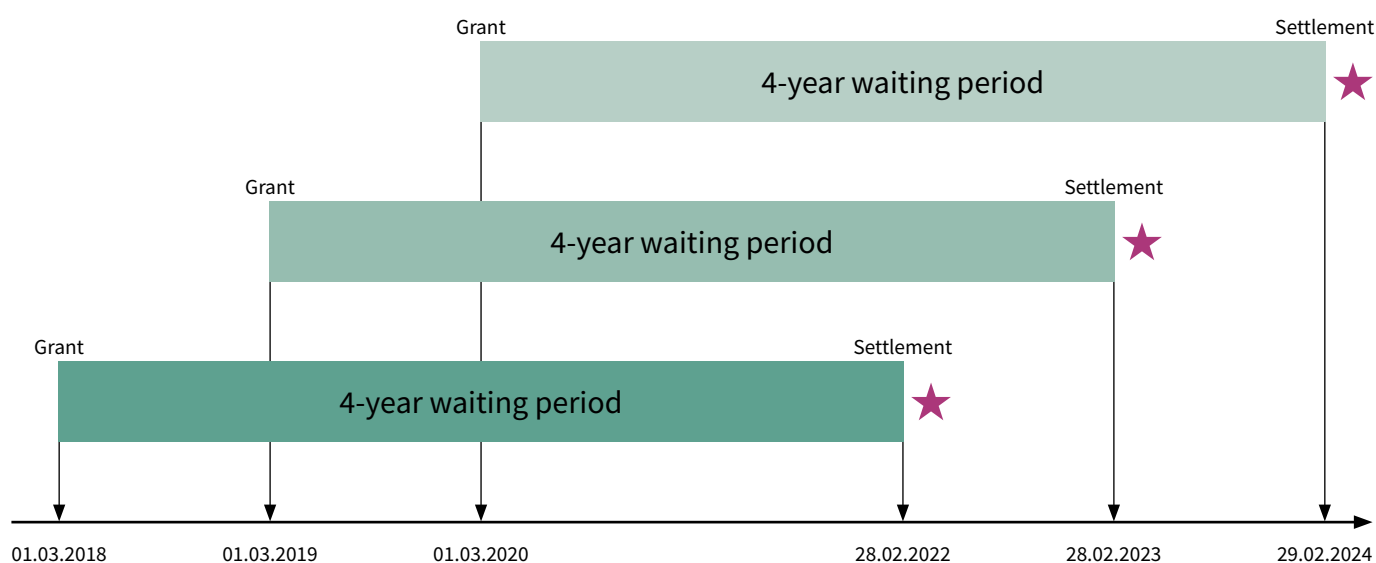 Grant
Settlement
4-year waiting period
Grant
Settlement
4-year waiting period
Grant
Settlement
4-year waiting period
01.03.2018
01.03.2019
01.03.2020
28.02.2022
28.02.2023
29.02.2024